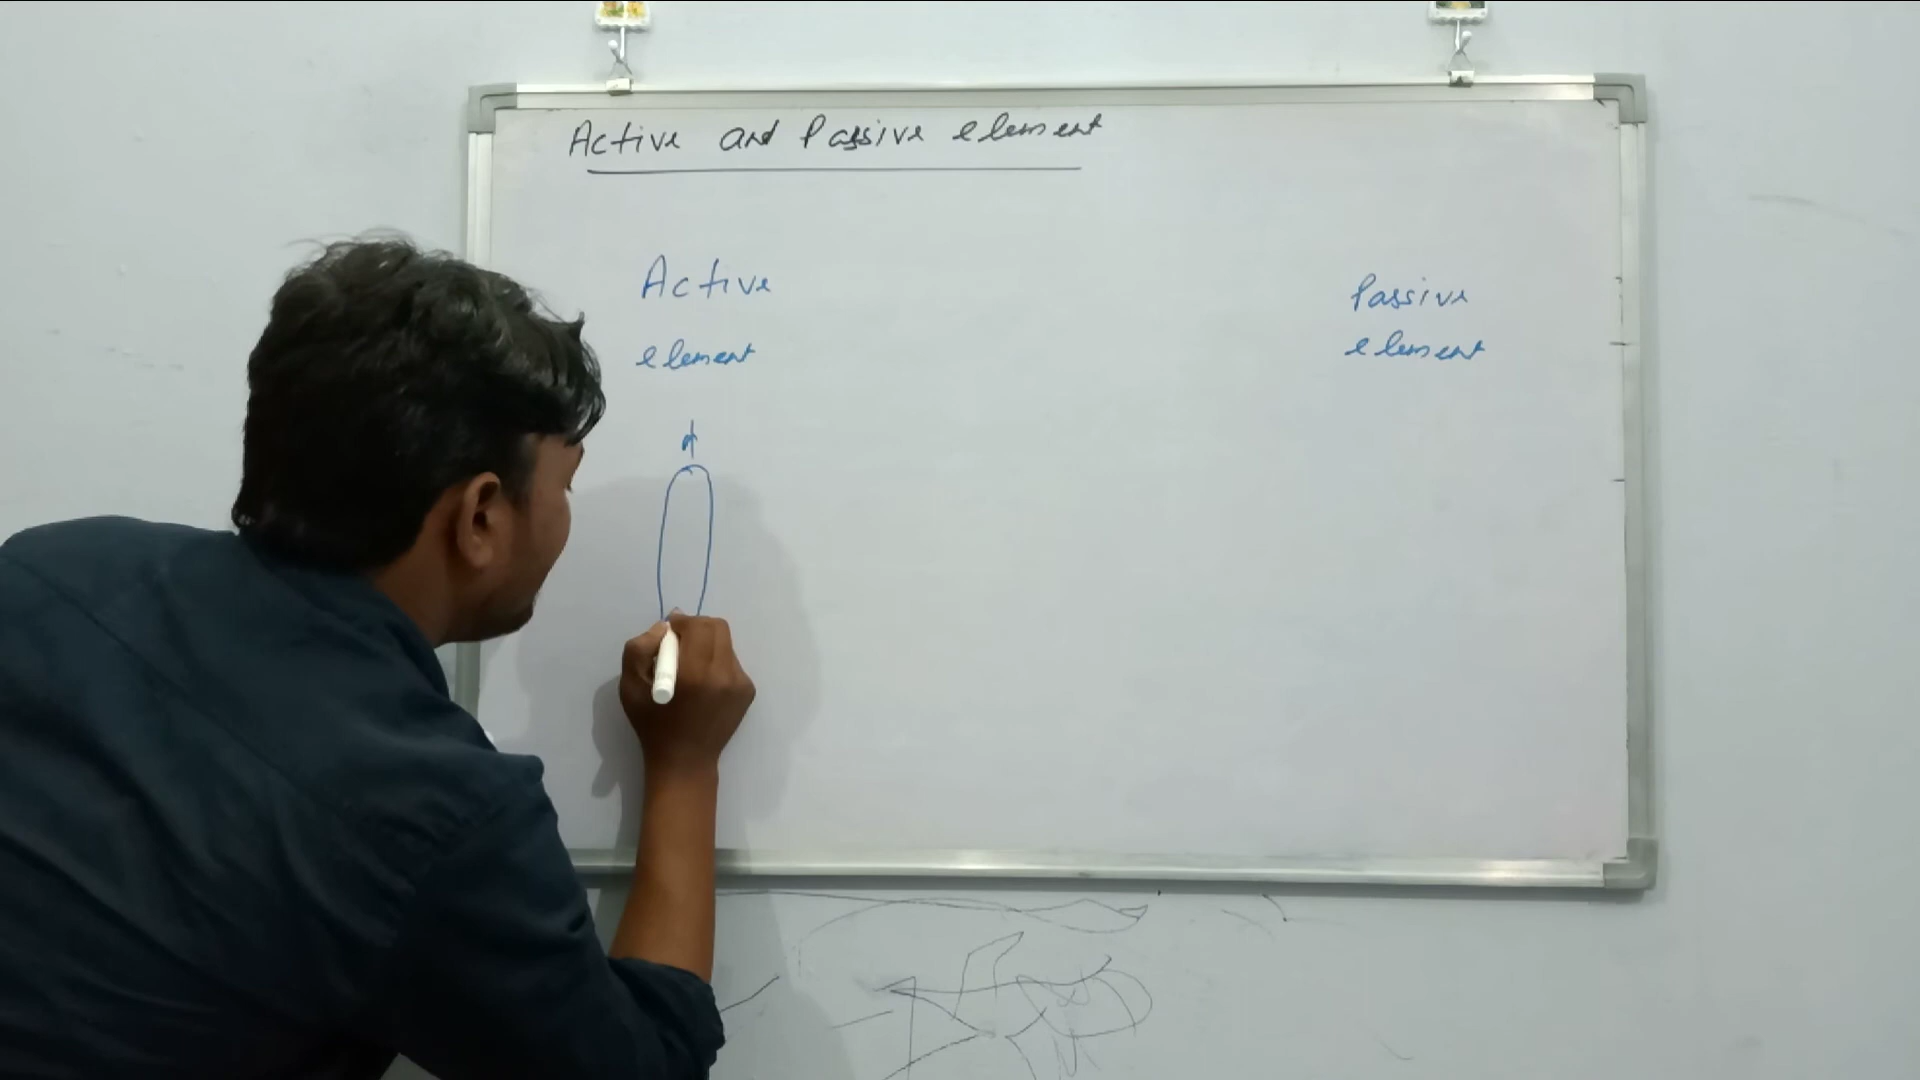 Active and Passive element
Active
element
Passive
element